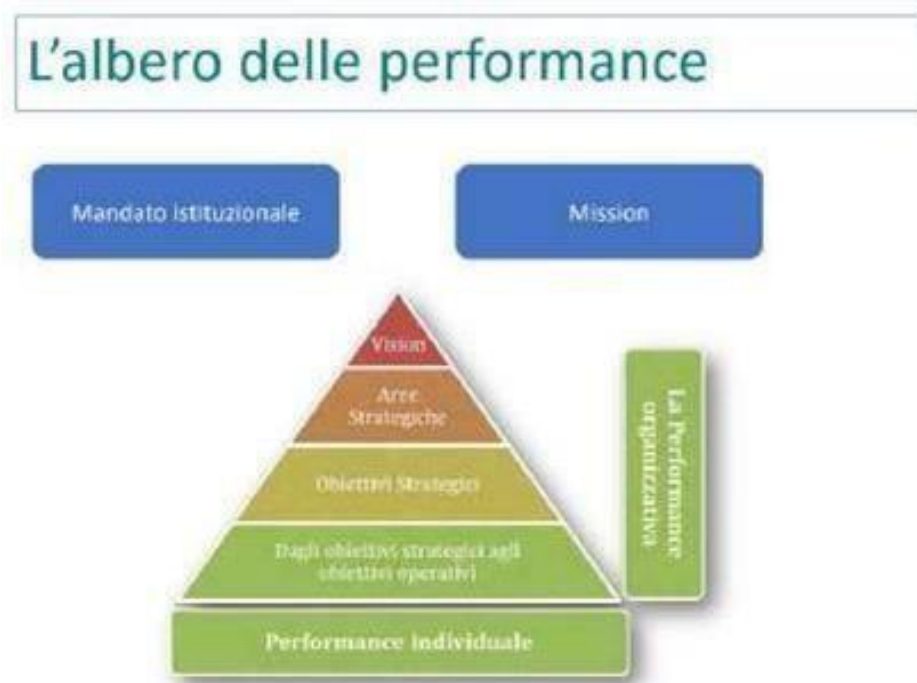 L'albero delle performance
Mandato istituzionale
Mission
Vision
Aree
Strategiche
Obiettivi Strategici
Dagli obiettivi strategici agli
obiettivi operativi
La Performance
organizzativa
Performance individuale